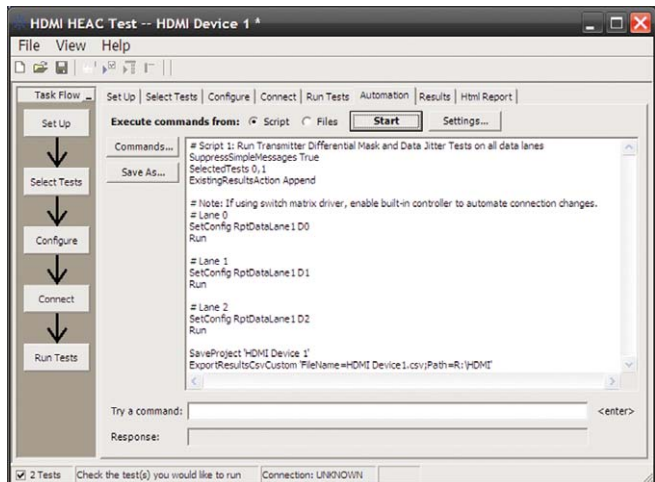 HDMI HEAC Test -- HDMI Device 1 *
File View Help
Task Flow
Set Up | Select Tests | Configure | Connect | Run Tests | Automation | Results | Html Report |
Set Up
Select Tests
Configure
Connect
Run Tests
Execute commands from: Script Files Start Settings...
Commands...
Save As...
# Script 1: Run Transmitter Differential Mask and Data Jitter Tests on all data lanes
SuppressSimpleMessages True
SelectedTests 0,1
ExistingResultsAction Append
# Note: If using switch matrix driver, enable built-in controller to automate connection changes.
# Lane 0
SetConfig RptDataLane1 D0
Run
# Lane 1
SetConfig RptDataLane1 D1
Run
# Lane 2
SetConfig RptDataLane1 D2
Run
SaveProject 'HDMI Device 1'
ExportResultsCsvCustom 'FileName=HDMI Device1.csv;Path=R:\HDMI'
Try a command: <enter>
Response:
2 Tests Check the test(s) you would like to run Connection: UNKNOWN